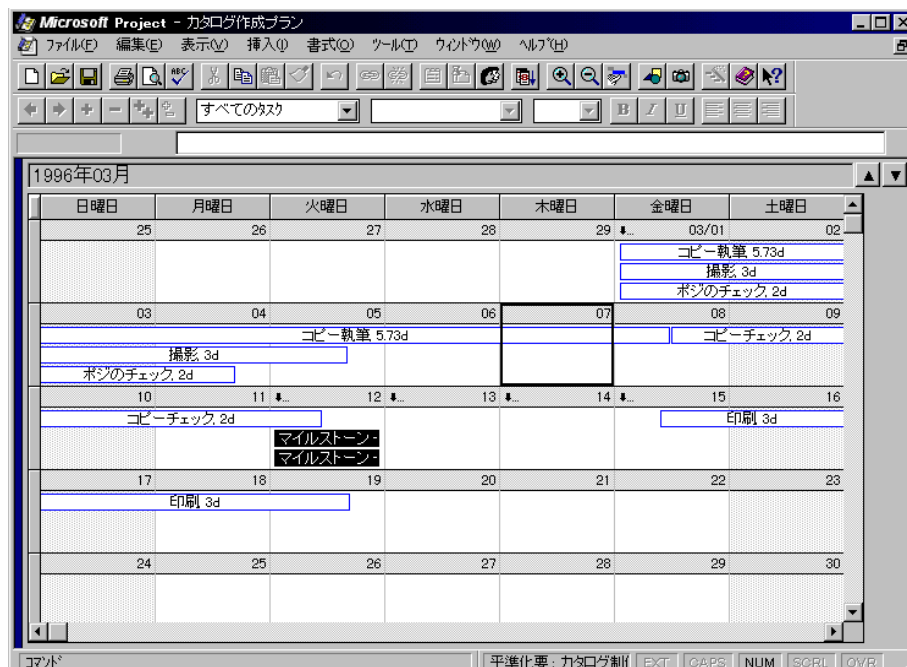 Microsoft Project - カタログ作成プラン
ファイル(F) 編集(E) 表示(V) 挿入(I) 書式(O) ツール(T) ウィンドウ(W) ヘルプ(H)
ABC
すべてのタスク B I U
1996年03月
日曜日 月曜日 火曜日 水曜日 木曜日 金曜日 土曜日
25 26 27 28 29 03/01 02
コピー執筆, 5.73d
撮影, 3d
ポジのチェック, 2d
03 04 05 06 07 08 09
コピー執筆, 5.73d コピーチェック, 2d
撮影, 3d
ポジのチェック, 2d
10 11 12 13 14 15 16
コピーチェック, 2d 印刷, 3d
マイルストーン -
マイルストーン -
17 18 19 20 21 22 23
印刷, 3d
24 25 26 27 28 29 30
コマンド 平準化要: カタログ制作 EXT CAPS NUM SCRL OVR